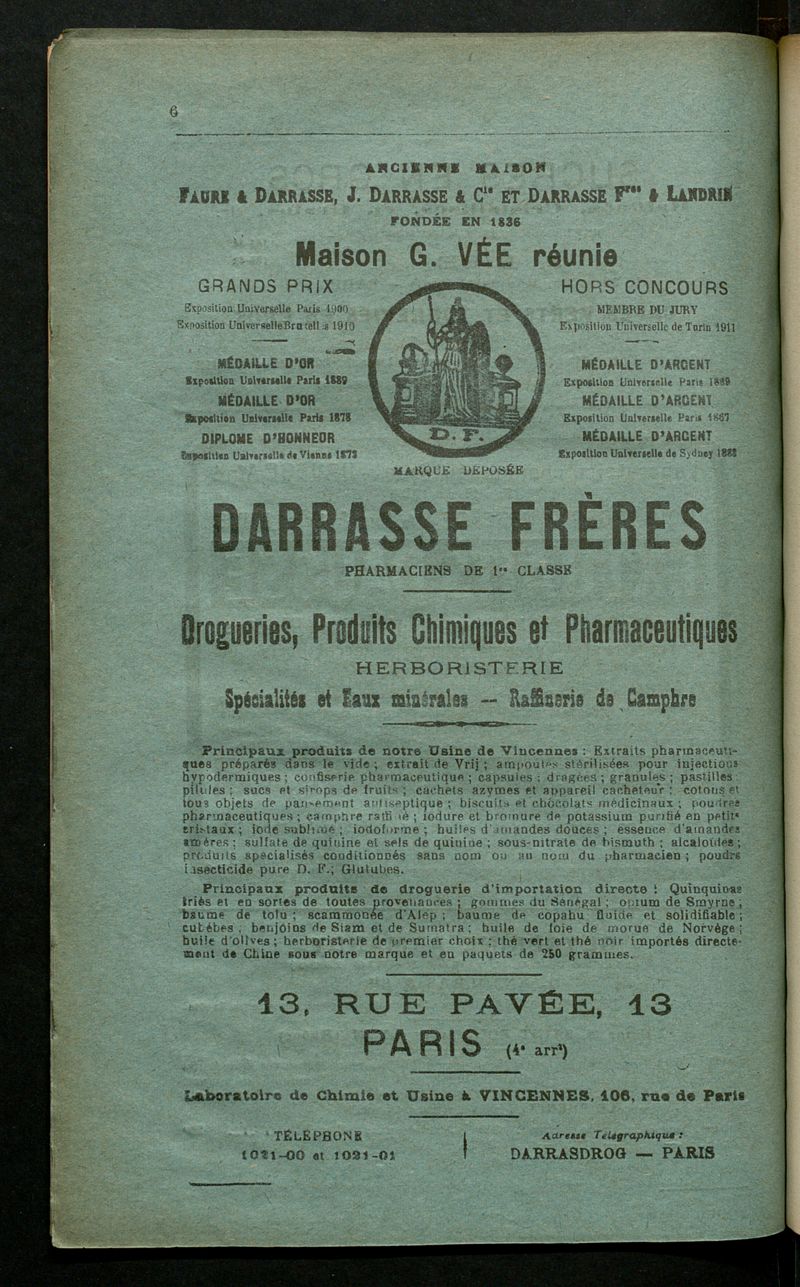 6
ANCIENNE MAISON
FAURE & DARRASSE, J. DARRASSE & Cie ET DARRASSE Fres & LANDRIN
FONDÉE EN 1836
Maison G. VÉE réunie
GRANDS PRIX
Exposition Universelle Paris 1900
Exposition Universelle Bruxelles 1910
MÉDAILLE D'OR
Exposition Universelle Paris 1889
MÉDAILLE D'OR
Exposition Universelle Paris 1878
DIPLOME D'HONNEUR
Exposition Universelle de Vienne 1873
HORS CONCOURS
MEMBRE DU JURY
Exposition Universelle de Turin 1911
MÉDAILLE D'ARGENT
Exposition Universelle Paris 1889
MÉDAILLE D'ARGENT
Exposition Universelle Paris 1867
MÉDAILLE D'ARGENT
Exposition Universelle de Sydney
D. F.
MARQUE DÉPOSÉE
DARRASSE FRÈRES
PHARMACIENS DE 1re CLASSE
Drogueries, Produits Chimiques et Pharmaceutiques
HERBORISTERIE
Spécialités et Eaux minérales — Raffinerie de Camphre
Principaux produits de notre Usine de Vincennes : Extraits pharmaceuti-
ques préparés dans le vide ; extrait de Vrij ; ampoules stérilisées pour injections
hypodermiques ; confiserie pharmaceutique ; capsules ; dragées ; granules ; pastilles
pilules ; sucs et sirops de fruits ; cachets azymes et appareil cacheteur ; cotons et
tous objets de pansement antiseptique ; biscuits et chocolats médicinaux ; poudres
pharmaceutiques ; camphre raffiné ; iodure et bromure de potassium purifié en petits
cristaux ; iode sublimé ; iodoforme ; huiles d'amandes douces ; essence d'amandes
amères ; sulfate de quinine et sels de quinine ; sous-nitrate de bismuth ; alcaloïdes ;
produits spécialisés conditionnés sans nom ou au nom du pharmacien ; poudre
insecticide pure D. F.; Glutubes.
Principaux produits de droguerie d'importation directe : Quinquinas
triés et en sortes de toutes provenances ; gommes du Sénégal ; opium de Smyrne,
baume de tolu ; scammonée d'Alep ; baume de copahu fluide et solidifiable ;
cubèbes ; benjoins de Siam et de Sumatra ; huile de foie de morue de Norvège ;
huile d'olives ; herboristerie de premier choix ; thé vert et thé noir importés directe-
ment de Chine sous notre marque et en paquets de 250 grammes.
13, RUE PAVÉE, 13
PARIS (4e arrt)
Laboratoire de Chimie et Usine à VINCENNES, 106, rue de Paris
TÉLÉPHONE
1021-00 et 1021-01
Adresse Télégraphique :
DARRASDROG — PARIS